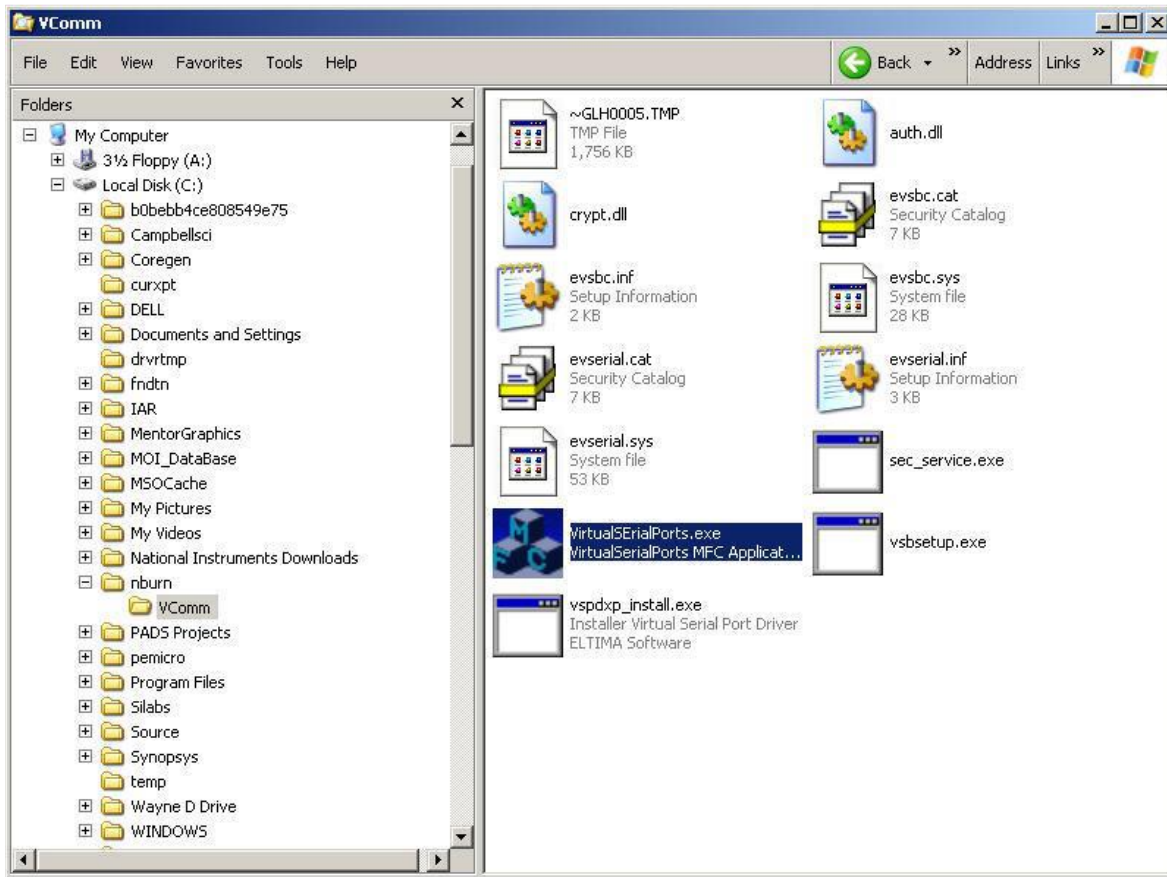 VComm
File Edit View Favorites Tools Help
Back » Address Links »
Folders
My Computer
3½ Floppy (A:)
Local Disk (C:)
b0bebb4ce808549e75
Campbellsci
Coregen
curxpt
DELL
Documents and Settings
drvrtmp
fndtn
IAR
MentorGraphics
MOI_DataBase
MSOCache
My Pictures
My Videos
National Instruments Downloads
nburn
VComm
PADS Projects
pemicro
Program Files
Silabs
Source
Synopsys
temp
Wayne D Drive
WINDOWS
~GLH0005.TMP
TMP File
1,756 KB
auth.dll
crypt.dll
evsbc.cat
Security Catalog
7 KB
evsbc.inf
Setup Information
2 KB
evsbc.sys
System file
28 KB
evserial.cat
Security Catalog
7 KB
evserial.inf
Setup Information
3 KB
evserial.sys
System file
53 KB
sec_service.exe
MFC
VirtualSErialPorts.exe
VirtualSerialPorts MFC Applicat...
vsbsetup.exe
vspdxp_install.exe
Installer Virtual Serial Port Driver
ELTIMA Software